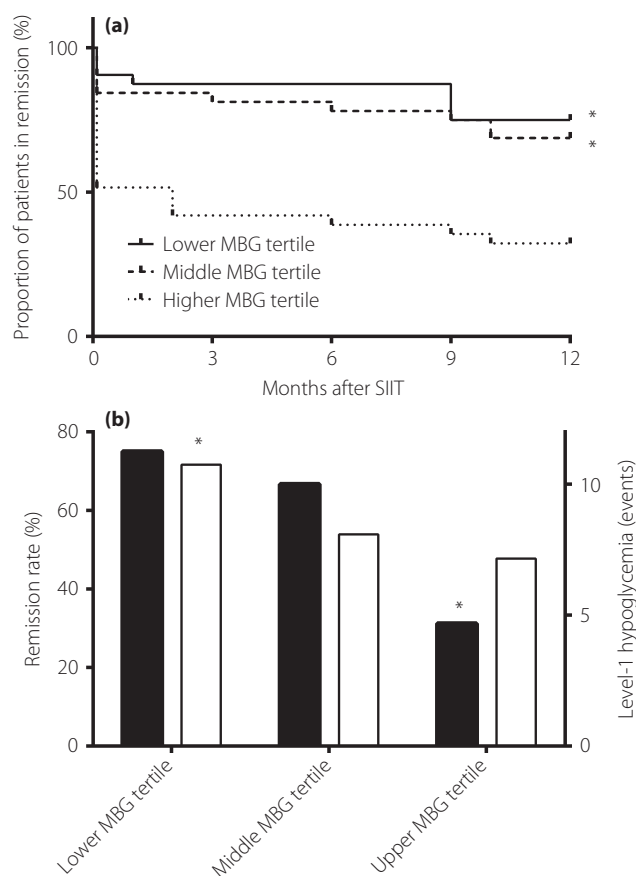 (a)
Proportion of patients in remission (%)
100
50
0
*
*
Lower MBG tertile
Middle MBG tertile
Higher MBG tertile
0
3
6
9
12
Months after SIIT
(b)
Remission rate (%)
80
60
40
20
0
*
*
10
5
0
Level-1 hypoglycemia (events)
Lower MBG tertile
Middle MBG tertile
Upper MBG tertile